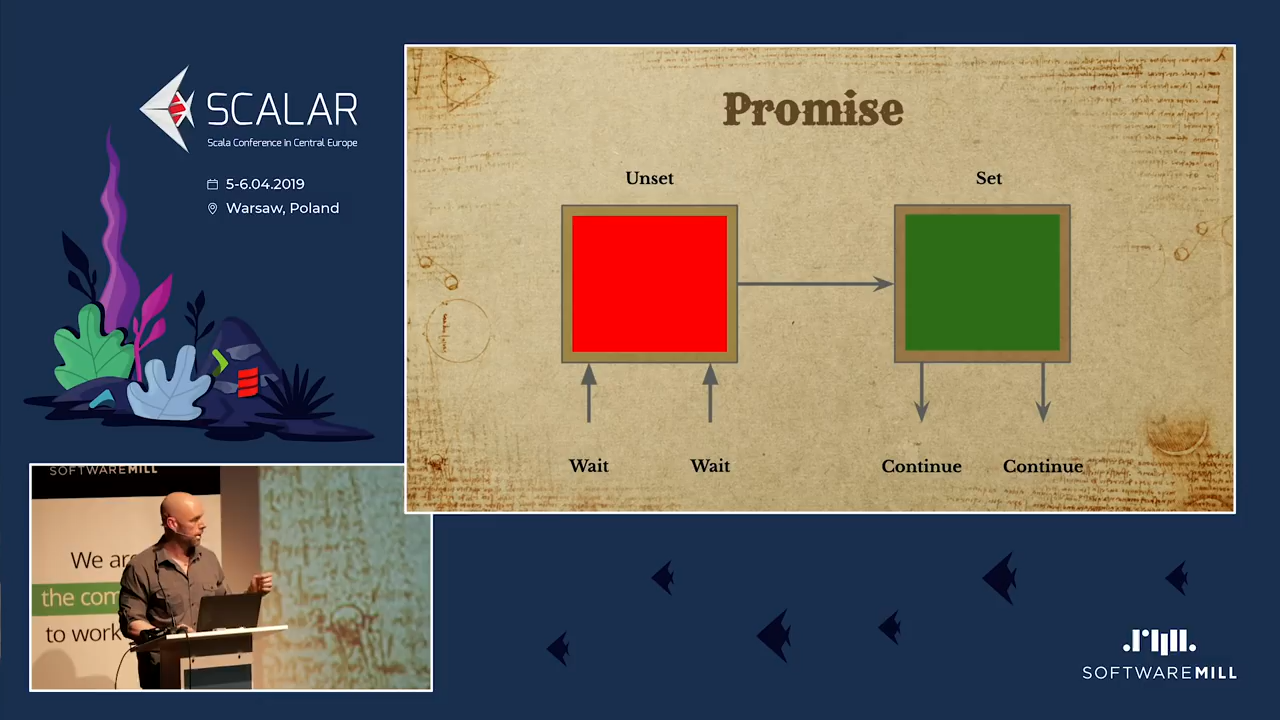 SCALAR
Scala Conference in Central Europe
5-6.04.2019
Warsaw, Poland
Promise
Unset
Set
Wait
Wait
Continue
Continue
SOFTWAREMILL
We are
the com
to work
SOFTWAREMILL